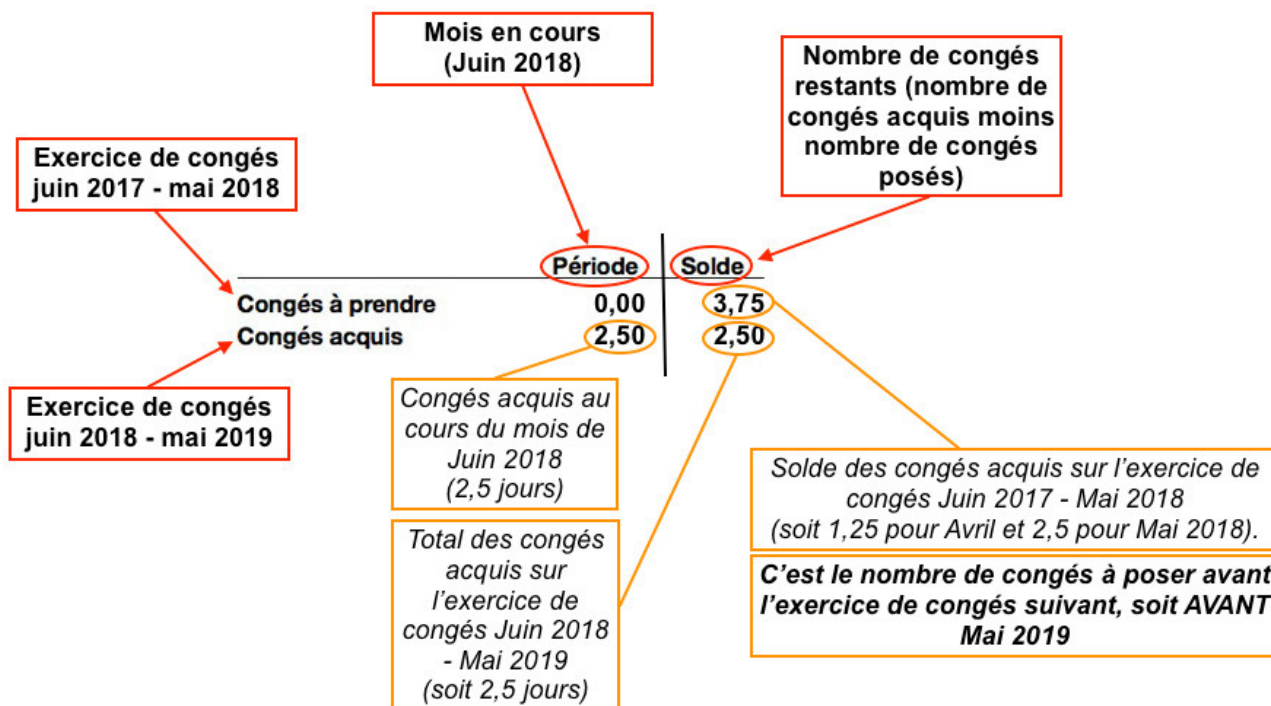 Mois en cours
(Juin 2018)
Nombre de congés
restants (nombre de
congés acquis moins
nombre de congés
posés)
Exercice de congés
juin 2017 - mai 2018
Période
Solde
Congés à prendre
0,00
3,75
Congés acquis
2,50
2,50
Exercice de congés
juin 2018 - mai 2019
Congés acquis au
cours du mois de
Juin 2018
(2,5 jours)
Total des congés
acquis sur
l'exercice de
congés Juin 2018
- Mai 2019
(soit 2,5 jours)
Solde des congés acquis sur l'exercice de
congés Juin 2017 - Mai 2018
(soit 1,25 pour Avril et 2,5 pour Mai 2018).
C'est le nombre de congés à poser avant
l'exercice de congés suivant, soit AVANT
Mai 2019